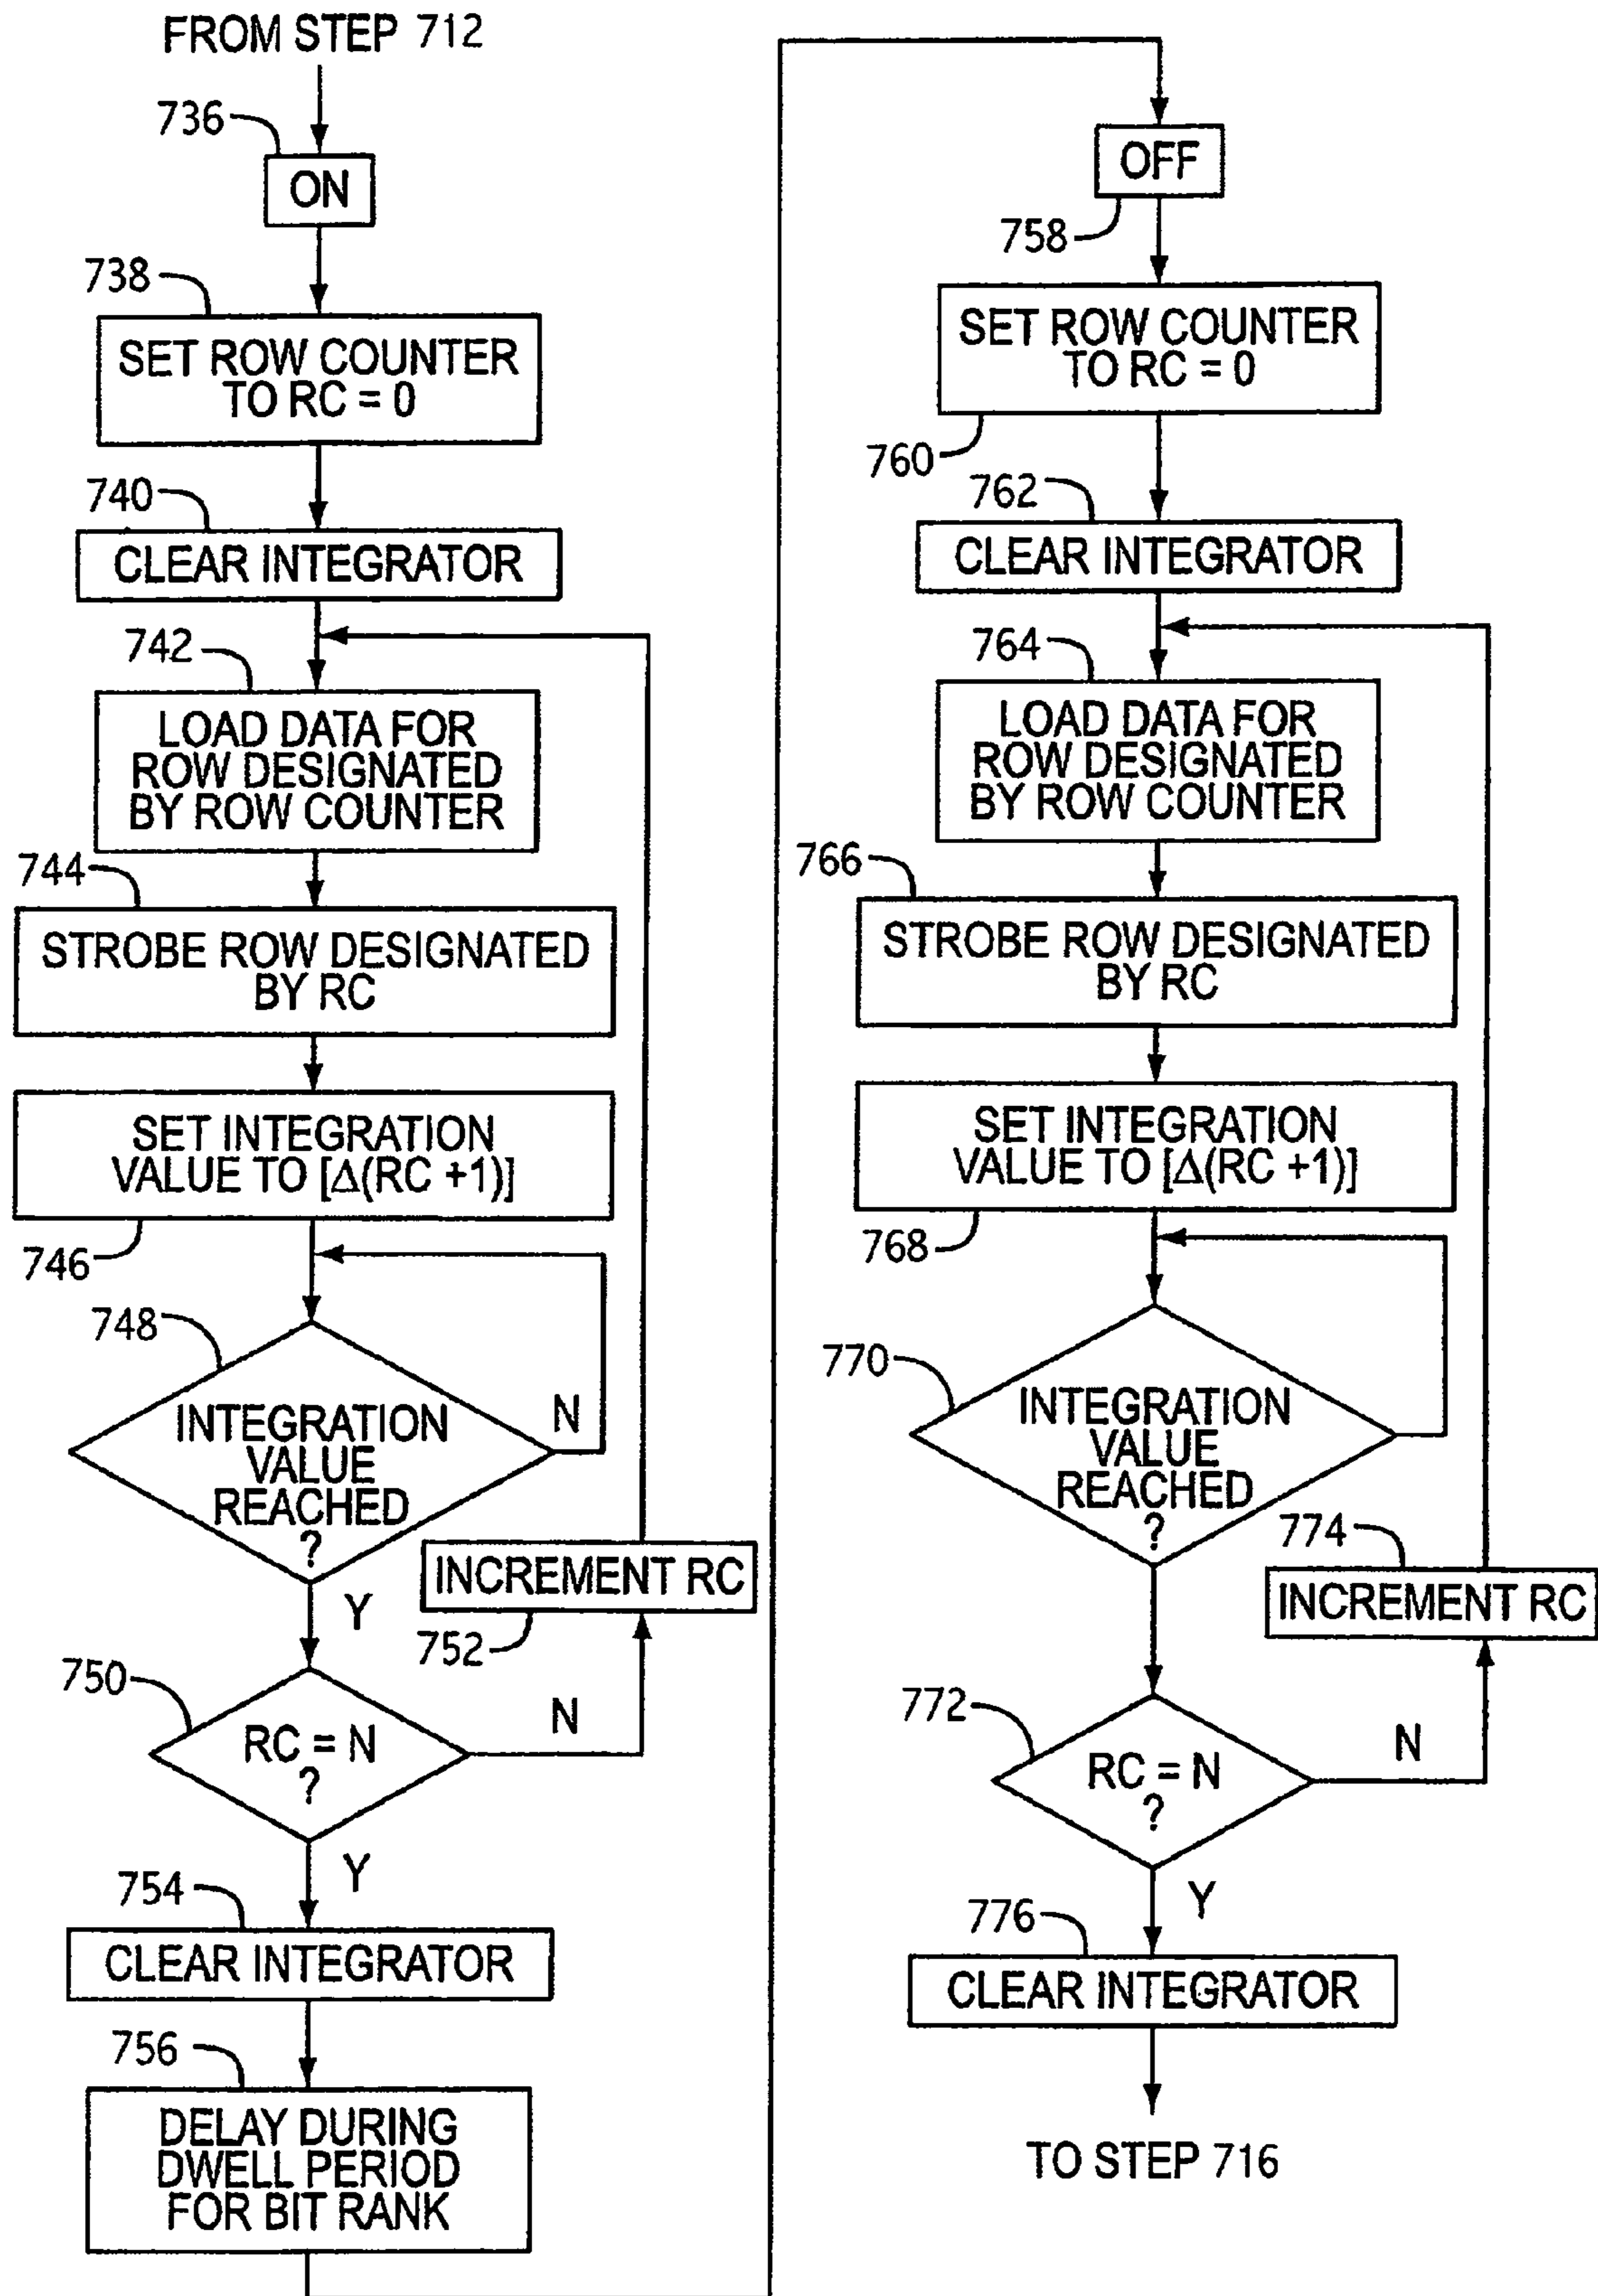 FROM STEP 712
736
ON
738
SET ROW COUNTER
TO RC = 0
740
CLEAR INTEGRATOR
742
LOAD DATA FOR
ROW DESIGNATED
BY ROW COUNTER
744
STROBE ROW DESIGNATED
BY RC
SET INTEGRATION
VALUE TO [Δ(RC +1)]
746
748
INTEGRATION
VALUE
REACHED
?
N
Y
INCREMENT RC
752
750
RC = N
?
N
Y
754
CLEAR INTEGRATOR
756
DELAY DURING
DWELL PERIOD
FOR BIT RANK
OFF
758
SET ROW COUNTER
TO RC = 0
760
762
CLEAR INTEGRATOR
764
LOAD DATA FOR
ROW DESIGNATED
BY ROW COUNTER
766
STROBE ROW DESIGNATED
BY RC
SET INTEGRATION
VALUE TO [Δ(RC +1)]
768
770
INTEGRATION
VALUE
REACHED
?
774
INCREMENT RC
772
RC = N
?
N
Y
776
CLEAR INTEGRATOR
TO STEP 716